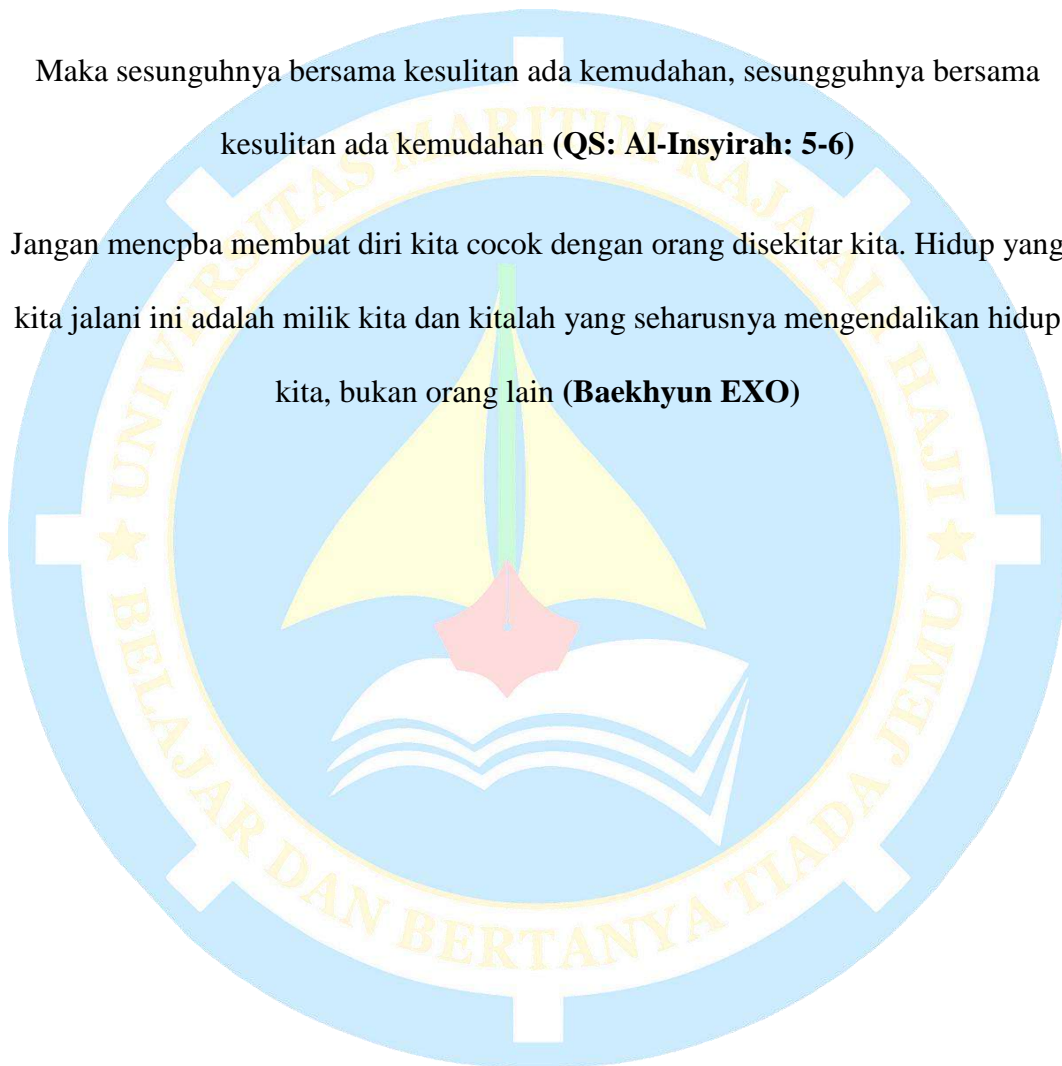 Maka sesunguhnya bersama kesulitan ada kemudahan, sesungguhnya bersama
kesulitan ada kemudahan (QS: Al-Insyirah: 5-6)
Jangan mencpba membuat diri kita cocok dengan orang disekitar kita. Hidup yang
kita jalani ini adalah milik kita dan kitalah yang seharusnya mengendalikan hidup
kita, bukan orang lain (Baekhyun EXO)
UNIVERSITAS MARITIM RAJA ALI HAJI
BELAJAR DAN BERTANYA TIADA JEMU